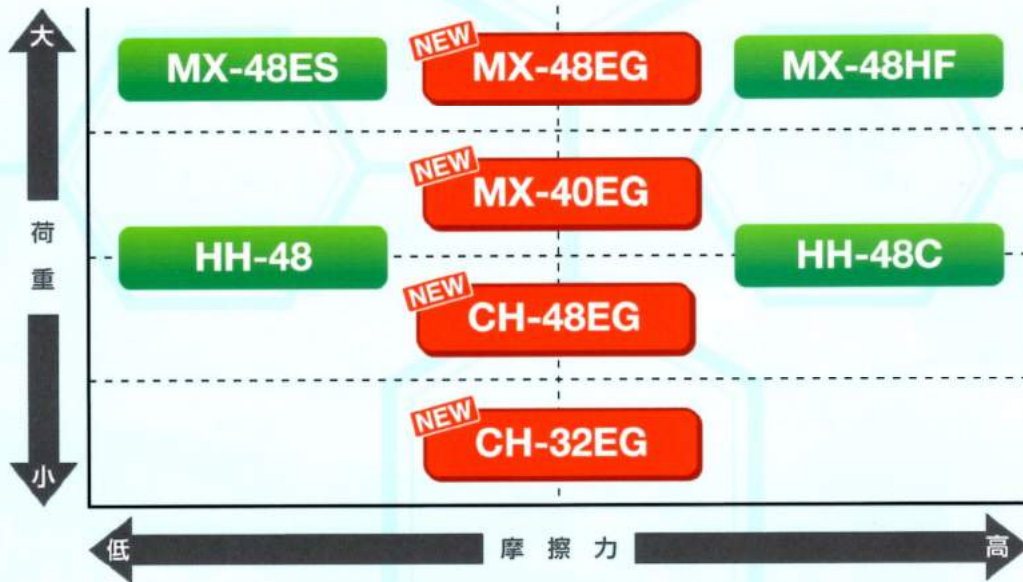 大
MX-48ES
NEW
MX-48EG
MX-48HF
NEW
MX-40EG
荷重
HH-48
HH-48C
NEW
CH-48EG
NEW
CH-32EG
小
低
摩擦力
高